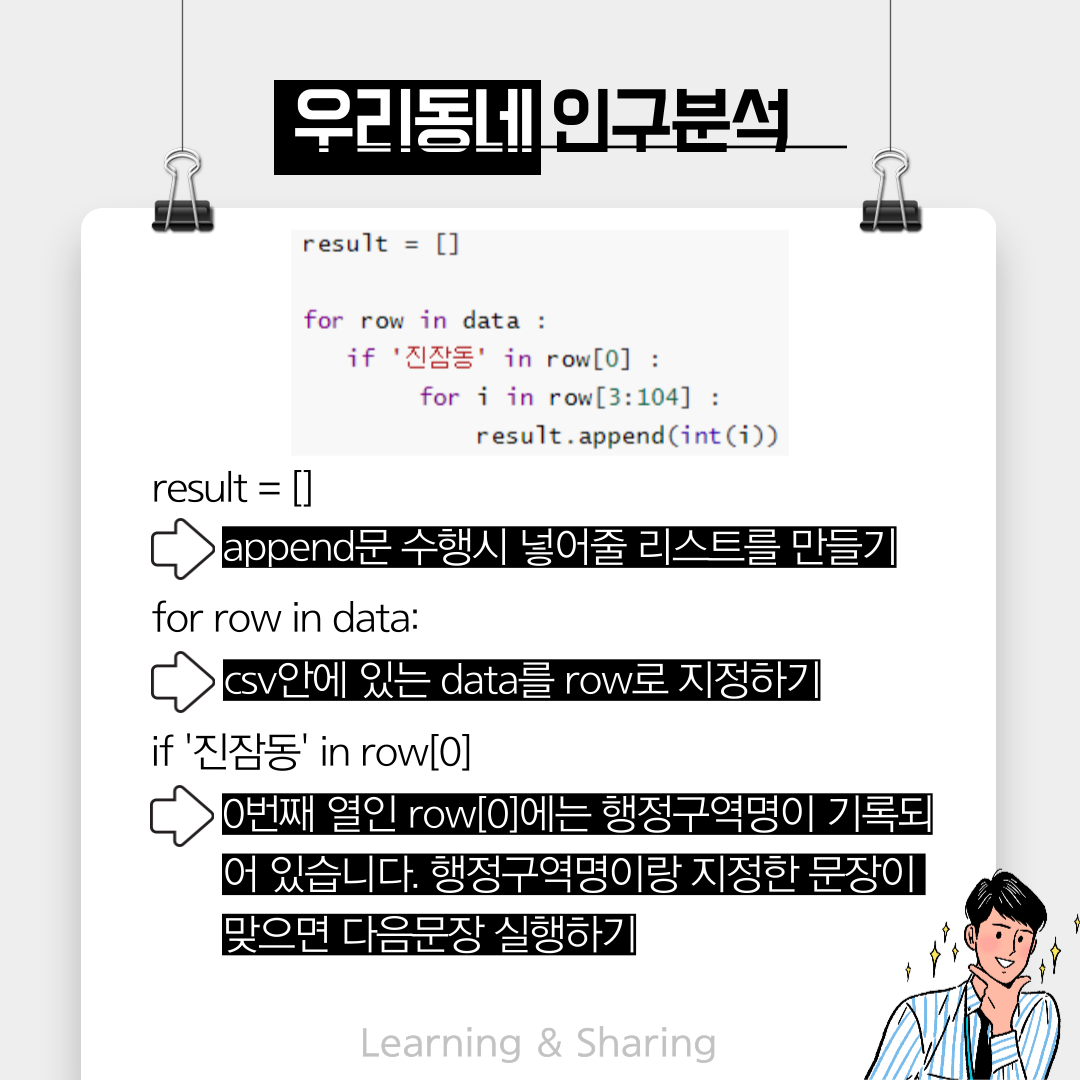 우리동네 인구분석
result = []
for row in data :
if '진잠동' in row[0] :
for i in row[3:104] :
result.append(int(i))
result = []
append문 수행시 넣어줄 리스트를 만들기
for row in data:
csv안에 있는 data를 row로 지정하기
if '진잠동' in row[0]
0번째 열인 row[0]에는 행정구역명이 기록되
어 있습니다. 행정구역명이랑 지정한 문장이
맞으면 다음문장 실행하기
Learning & Sharing